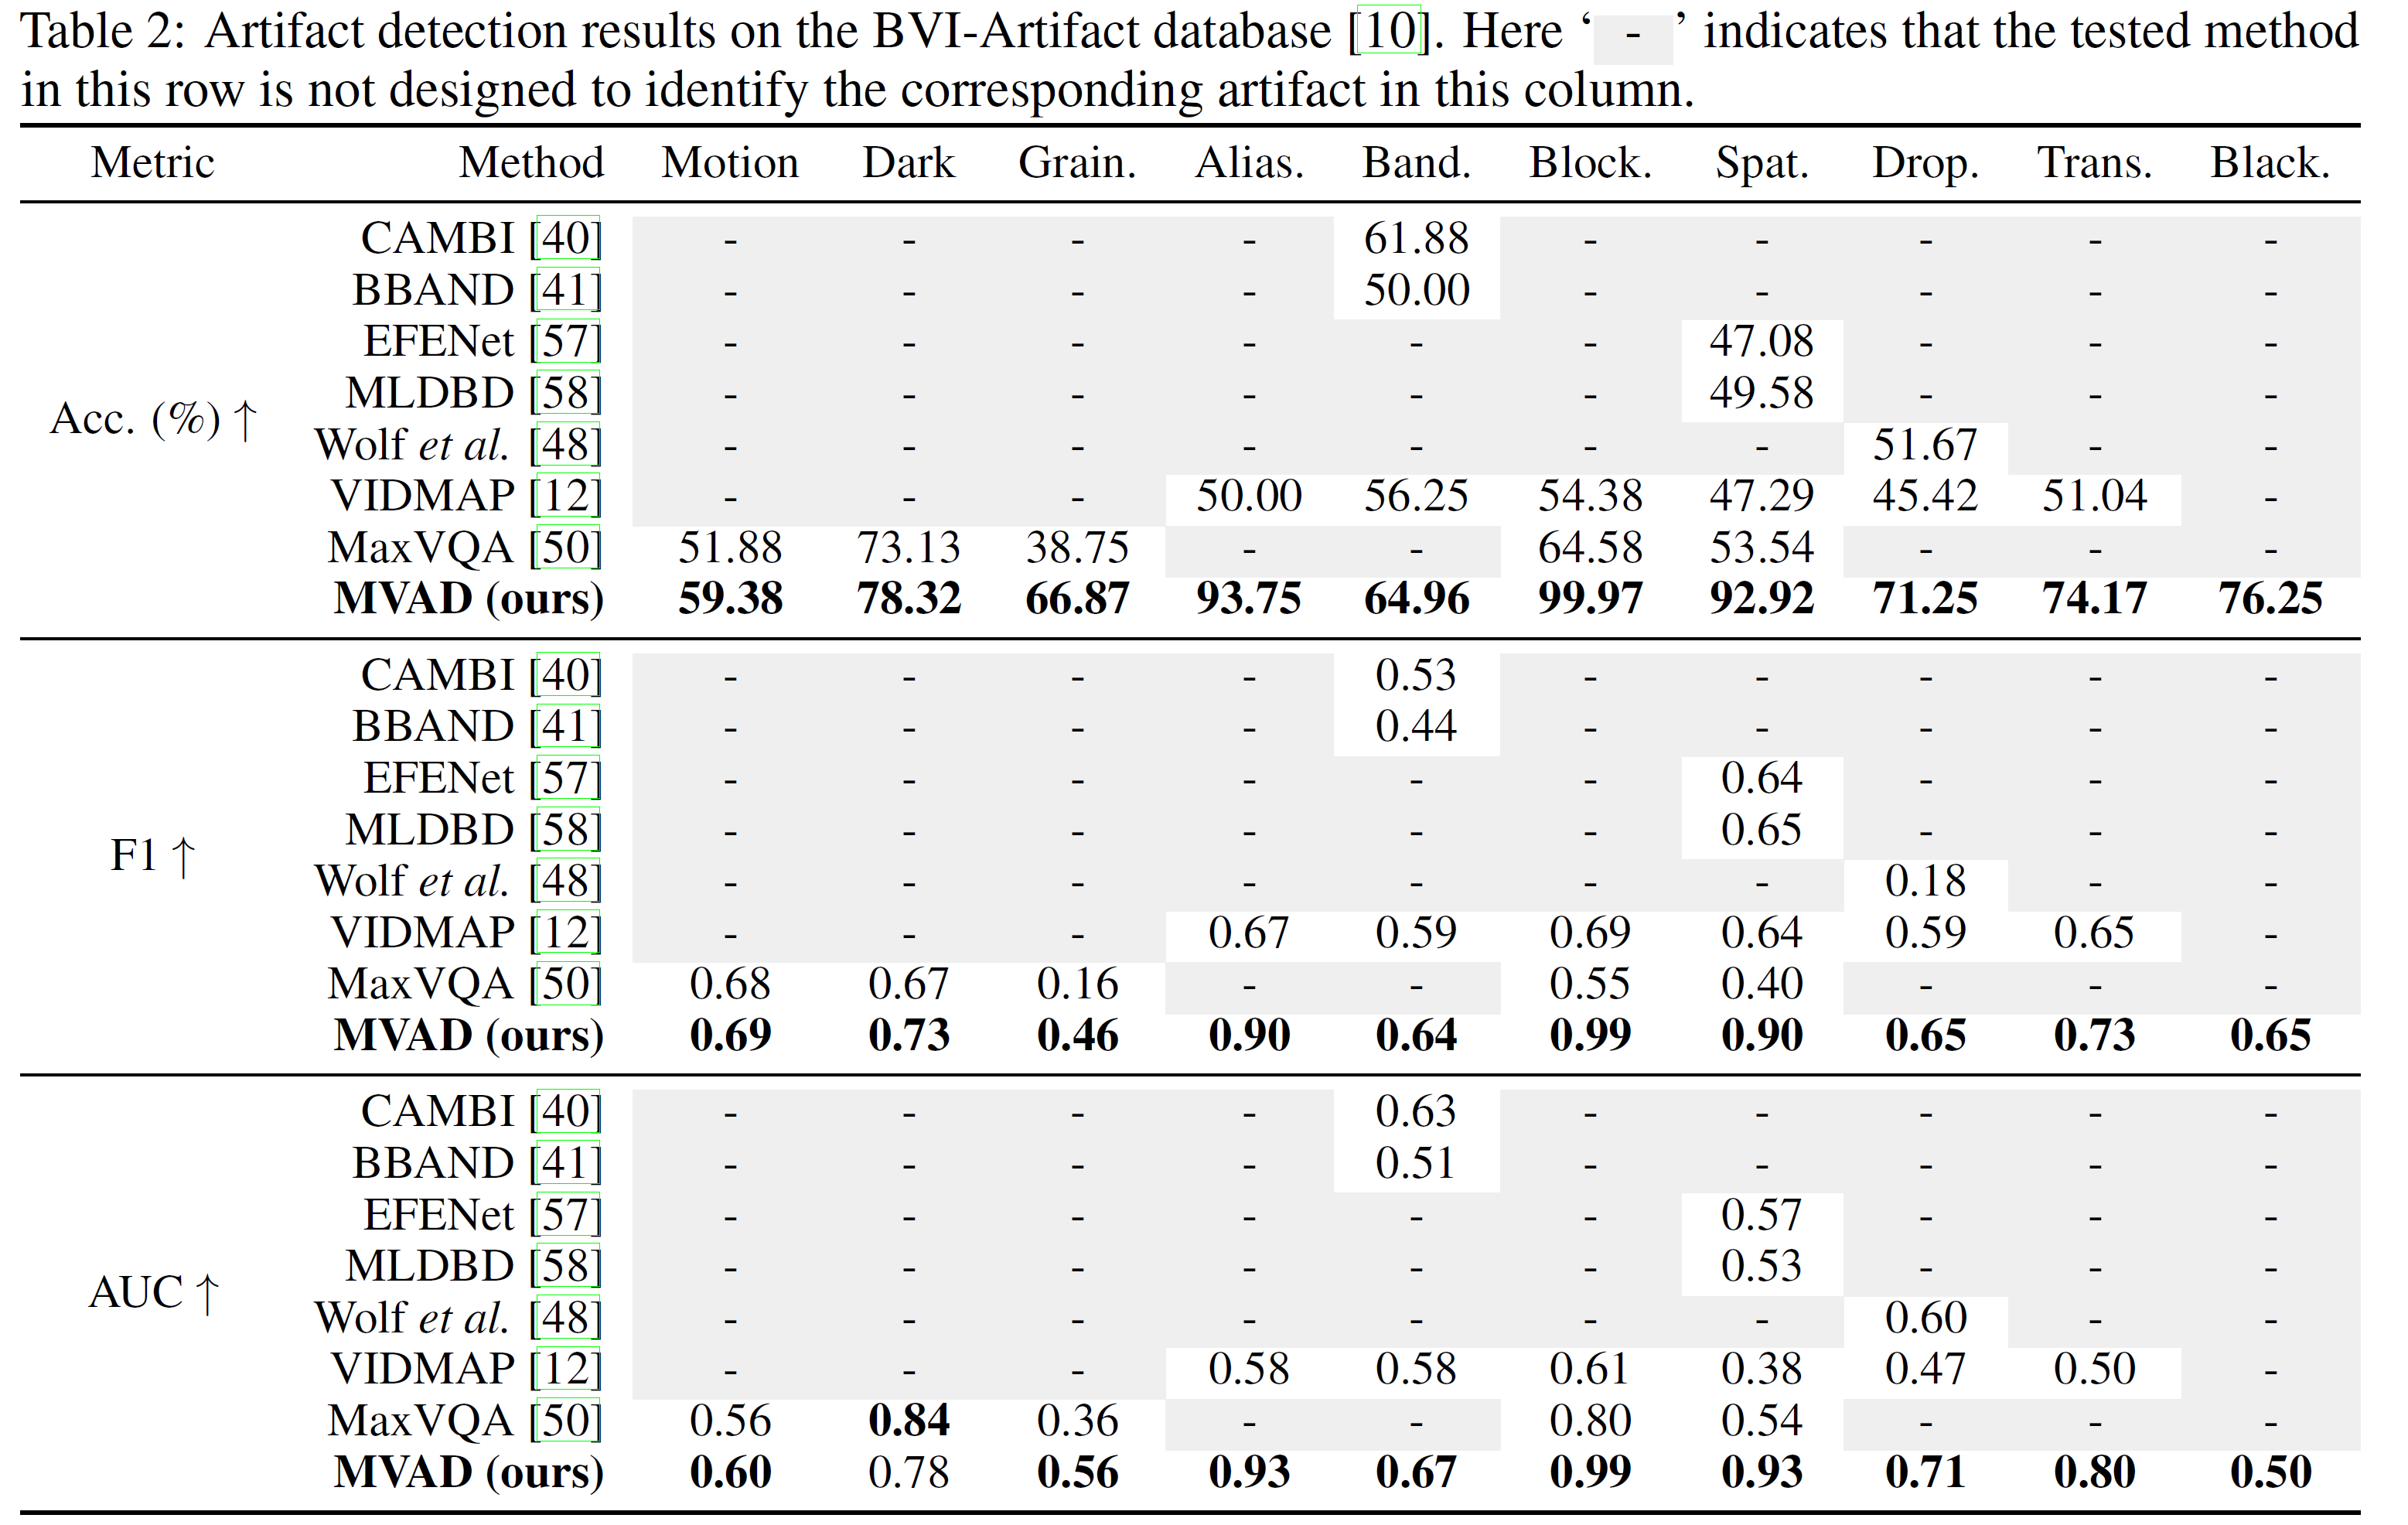 Table 2: Artifact detection results on the BVI-Artifact database [10]. Here ‘ - ’ indicates that the tested method
in this row is not designed to identify the corresponding artifact in this column.
Metric Method Motion Dark Grain. Alias. Band. Block. Spat. Drop. Trans. Black.
CAMBI [40] - - - - 61.88 - - - - -
BBAND [41] - - - - 50.00 - - - - -
EFENet [57] - - - - - - 47.08 - - -
MLDBD [58] - - - - - - 49.58 - - -
Acc. (%) ↑
Wolf et al. [48] - - - - - - - 51.67 - -
VIDMAP [12] - - - 50.00 56.25 54.38 47.29 45.42 51.04 -
MaxVQA [50] 51.88 73.13 38.75 - - 64.58 53.54 - - -
MVAD (ours) 59.38 78.32 66.87 93.75 64.96 99.97 92.92 71.25 74.17 76.25
CAMBI [40] - - - - 0.53 - - - - -
BBAND [41] - - - - 0.44 - - - - -
EFENet [57] - - - - - - 0.64 - - -
MLDBD [58] - - - - - - 0.65 - - -
F1 ↑
Wolf et al. [48] - - - - - - - 0.18 - -
VIDMAP [12] - - - 0.67 0.59 0.69 0.64 0.59 0.65 -
MaxVQA [50] 0.68 0.67 0.16 - - 0.55 0.40 - - -
MVAD (ours) 0.69 0.73 0.46 0.90 0.64 0.99 0.90 0.65 0.73 0.65
CAMBI [40] - - - - 0.63 - - - - -
BBAND [41] - - - - 0.51 - - - - -
EFENet [57] - - - - - - 0.57 - - -
MLDBD [58] - - - - - - 0.53 - - -
AUC ↑
Wolf et al. [48] - - - - - - - 0.60 - -
VIDMAP [12] - - - 0.58 0.58 0.61 0.38 0.47 0.50 -
MaxVQA [50] 0.56 0.84 0.36 - - 0.80 0.54 - - -
MVAD (ours) 0.60 0.78 0.56 0.93 0.67 0.99 0.93 0.71 0.80 0.50